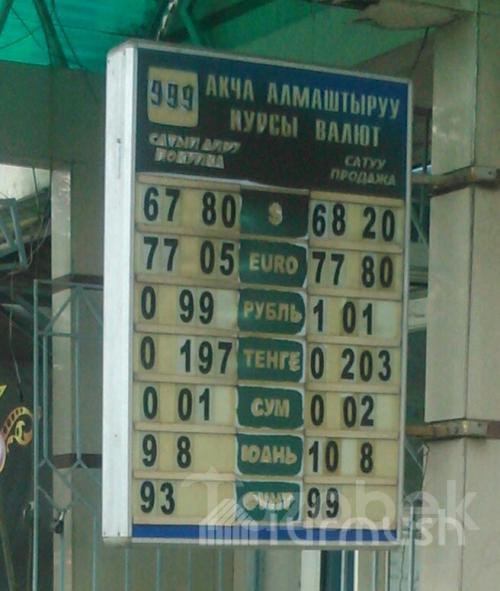 999 АКЧА АЛМАШТЫРУУ
КУРСЫ ВАЛЮТ
САТЫП АЛУУ САТУУ
ПОКУПКА ПРОДАЖА
67 80 $ 68 20
77 05 EURO 77 80
0 99 РУБЛЬ 1 01
0 197 ТЕНГЕ 0 203
0 01 СУМ 0 02
9 8 ЮАНЬ 10 8
93 99
turmush